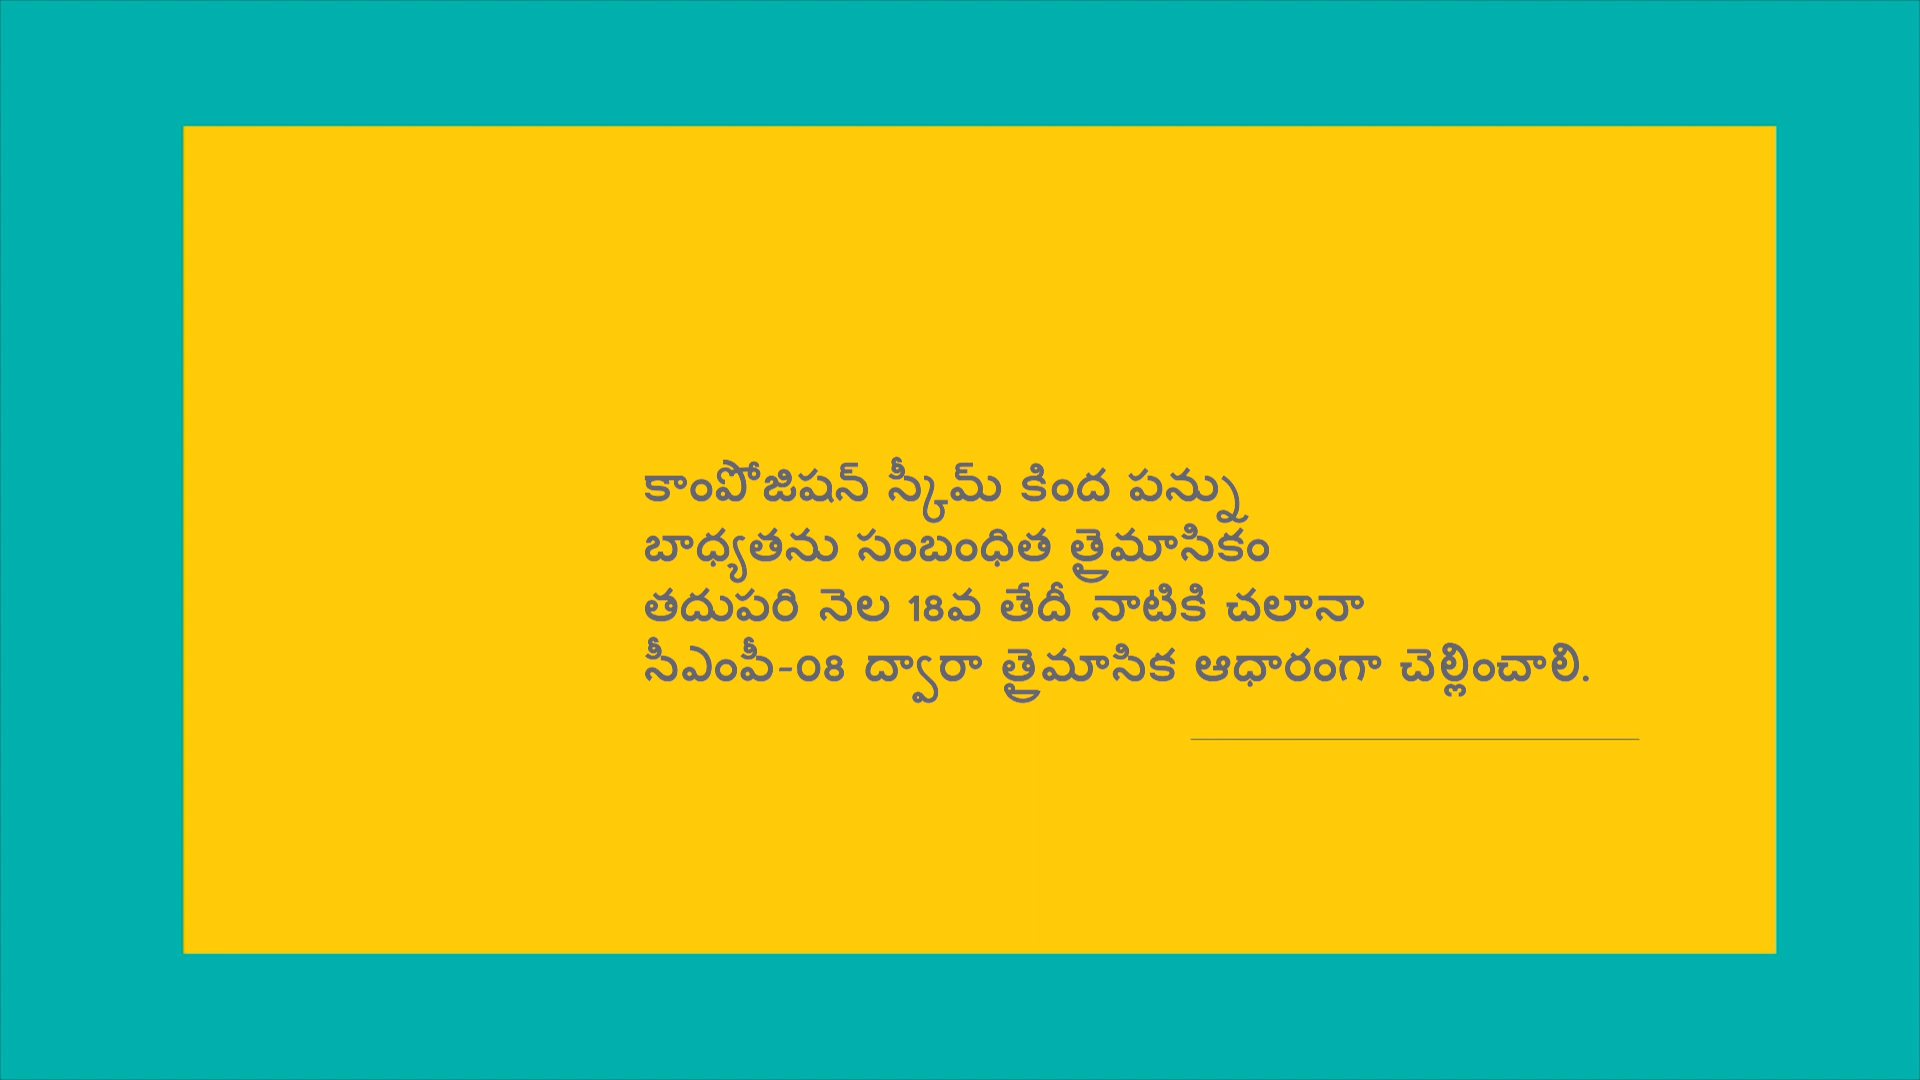 కాంపోజిషన్ స్కీమ్ కింద పన్ను
బాధ్యతను సంబంధిత త్రైమాసికం
తదుపరి నెల 18వ తేదీ నాటికి చలానా
సీఎంపీ-08 ద్వారా త్రైమాసిక ఆధారంగా చెల్లించాలి.